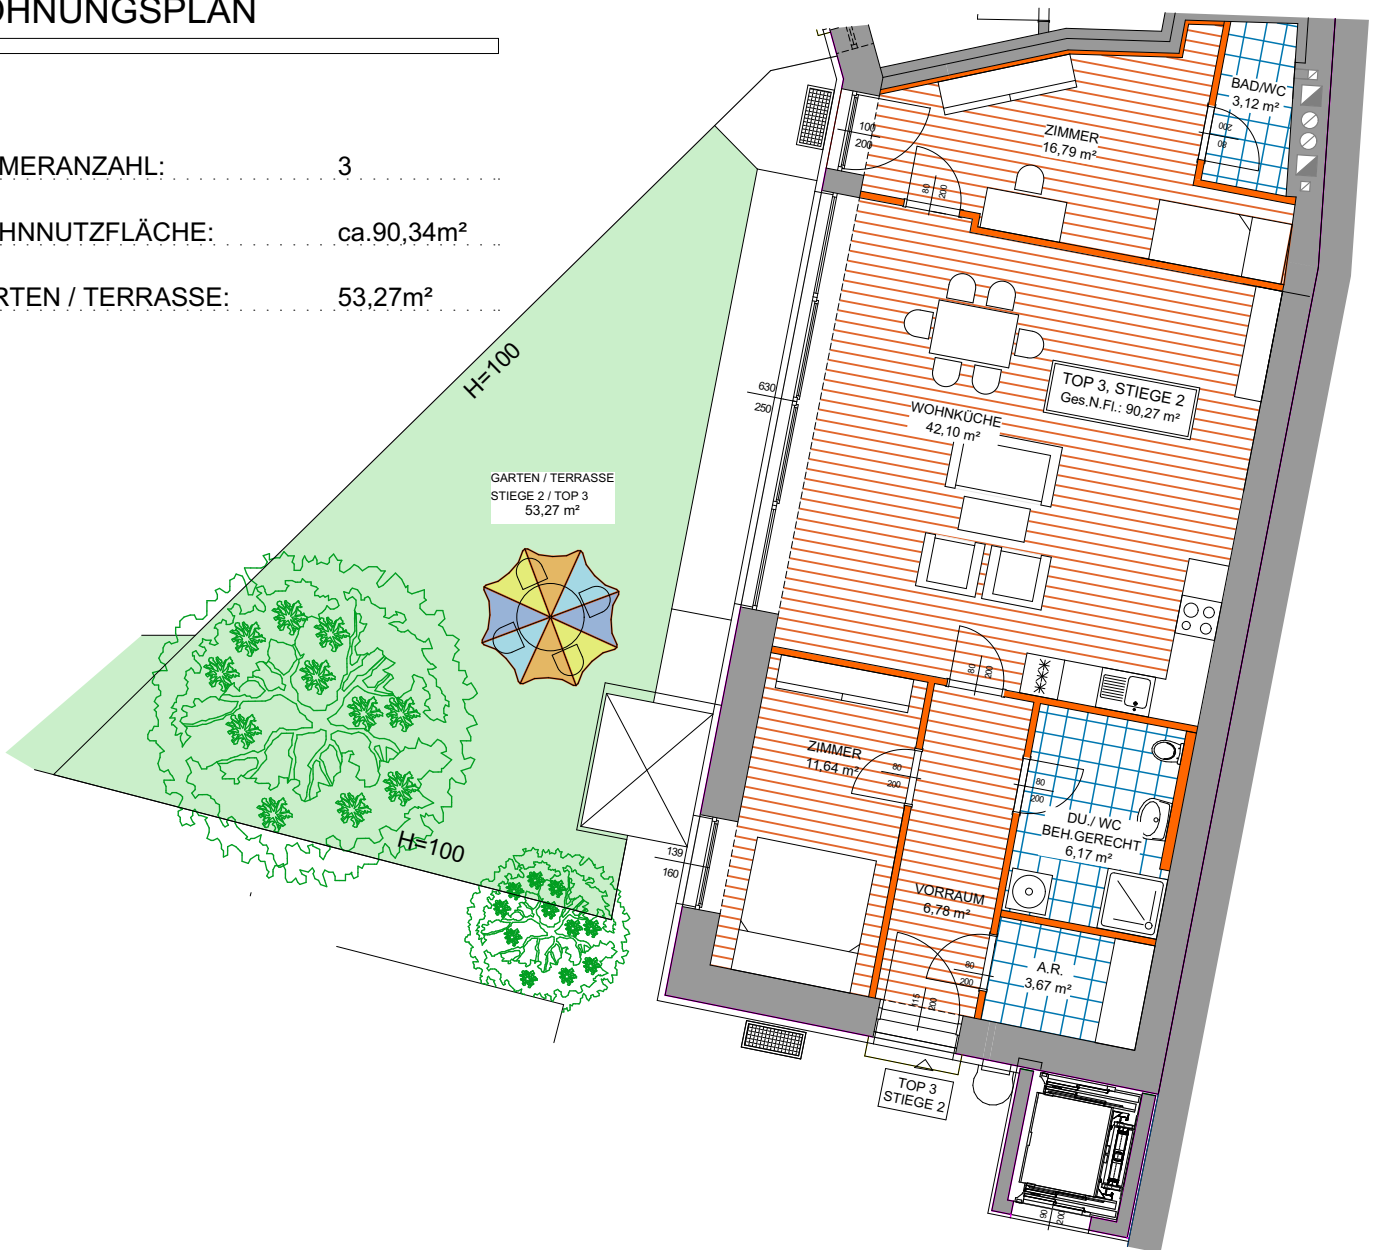 OHNUNGSPLAN
MERANZAHL: 3
HNNUTZFLÄCHE: ca.90,34m²
RTEN / TERRASSE: 53,27m²
BAD/WC
3,12 m²
200
80
ZIMMER
16,79 m²
100
200
80
200
H=100
630
250
TOP 3, STIEGE 2
Ges.N.Fl.: 90,27 m²
WOHNKÜCHE
42,10 m²
GARTEN / TERRASSE
STIEGE 2 / TOP 3
53,27 m²
80
200
ZIMMER
11,64 m²
80
200
80
200
DU./ WC
BEH.GERECHT
6,17 m²
H=100
139
160
VORRAUM
6,78 m²
80
200
A.R.
3,67 m²
115
200
TOP 3
STIEGE 2
90
200